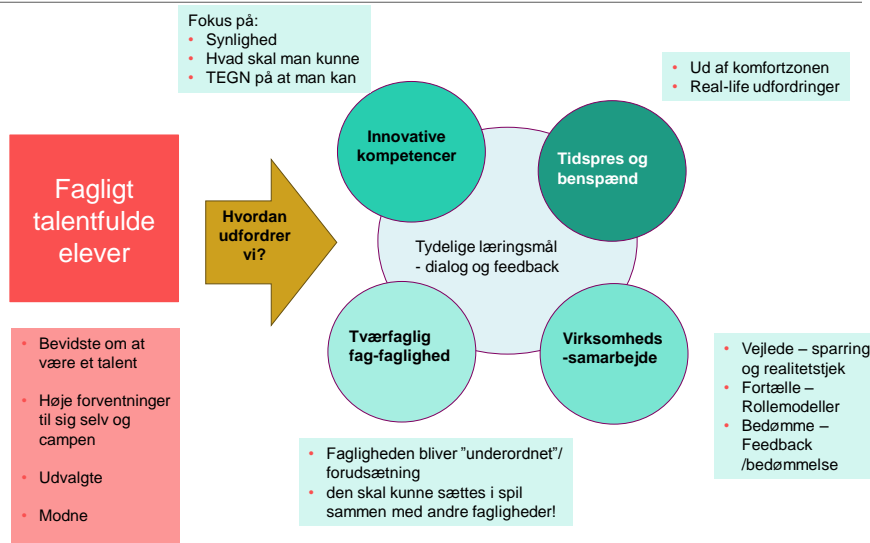 Fokus på:
• Synlighed
• Hvad skal man kunne
• TEGN på at man kan
• Ud af komfortzonen
• Real-life udfordringer
Innovative
kompetencer
Tidspres og
benspænd
Fagligt
talentfulde
elever
Hvordan
udfordrer
vi?
Tydelige læringsmål
- dialog og feedback
Tværfaglig
fag-faglighed
Virksomheds
-samarbejde
• Bevidste om at
være et talent
• Høje forventninger
til sig selv og
campen
• Udvalgte
• Modne
• Vejlede – sparring
og realitetstjek
• Fortælle –
Rollemodeller
• Bedømme –
Feedback
/bedømmelse
• Fagligheden bliver ”underordnet”/
forudsætning
• den skal kunne sættes i spil
sammen med andre fagligheder!